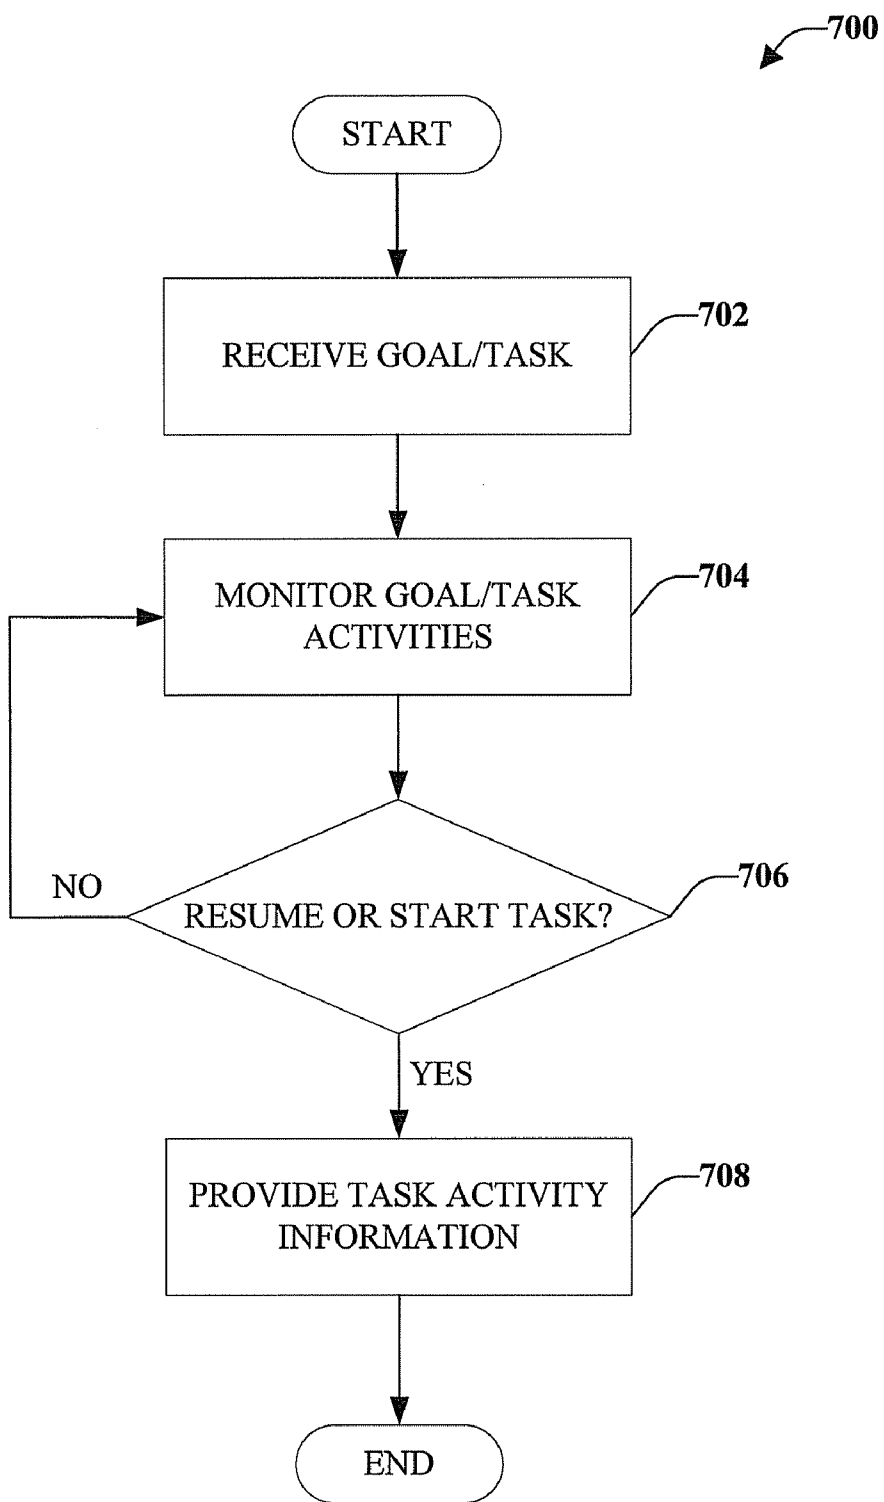 700
START
RECEIVE GOAL/TASK
702
MONITOR GOAL/TASK
ACTIVITIES
704
NO
RESUME OR START TASK?
706
YES
PROVIDE TASK ACTIVITY
INFORMATION
708
END